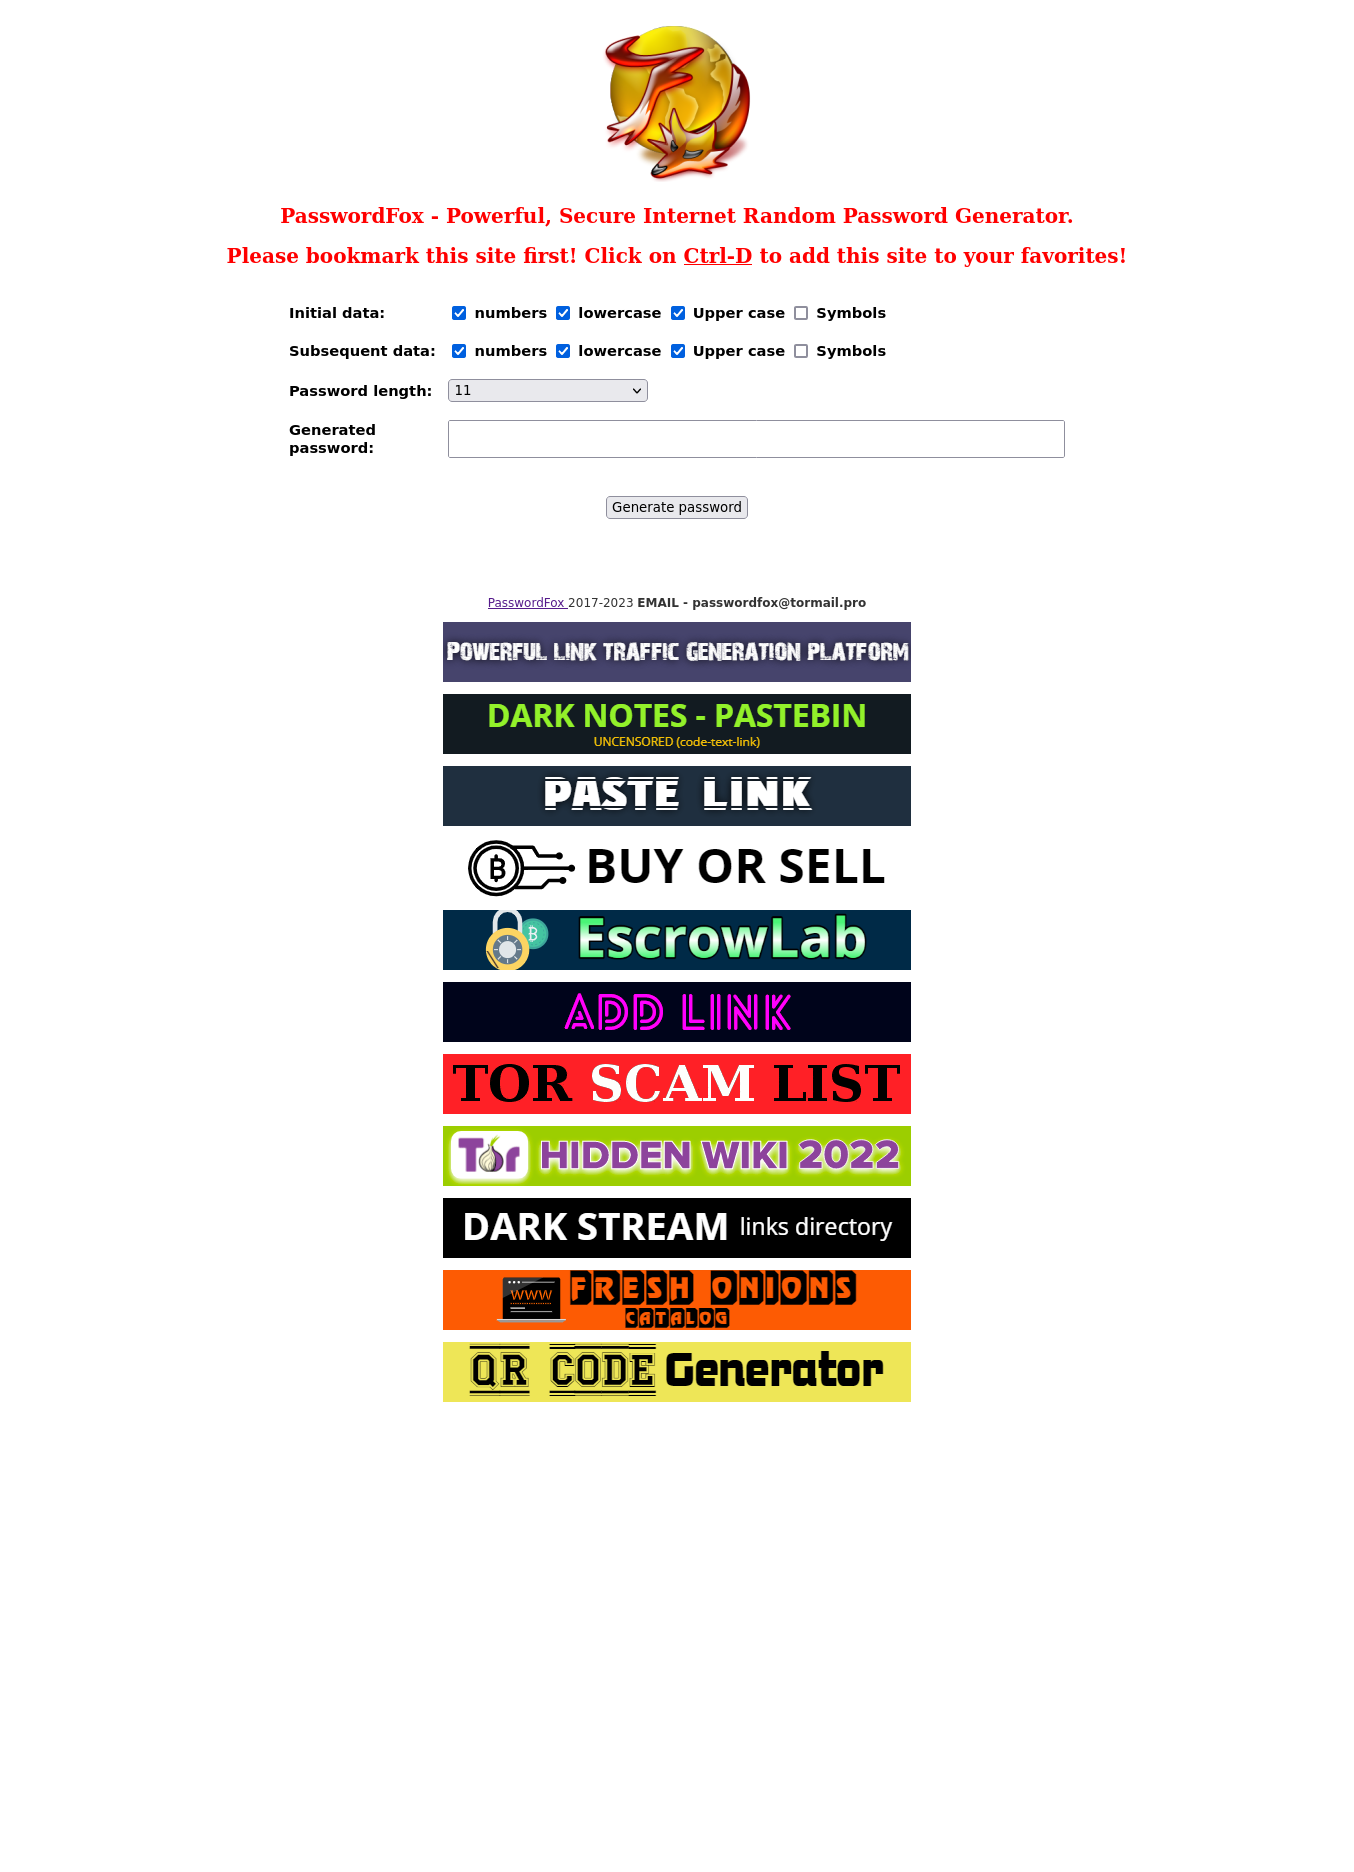 PasswordFox - Powerful, Secure Internet Random Password Generator.
Please bookmark this site first! Click on Ctrl-D to add this site to your favorites!
Initial data: numbers lowercase Upper case Symbols
Subsequent data: numbers lowercase Upper case Symbols
Password length: 11
Generated
password:
Generate password
PasswordFox 2017-2023 EMAIL - passwordfox@tormail.pro
POWERFUL LINK TRAFFIC GENERATION PLATFORM
DARK NOTES - PASTEBIN
UNCENSORED (code-text-link)
PASTE LINK
BUY OR SELL
EscrowLab
ADD LINK
TOR SCAM LIST
Tor HIDDEN WIKI 2022
DARK STREAM links directory
WWW FRESH ONIONS
CATALOG
QR CODE Generator